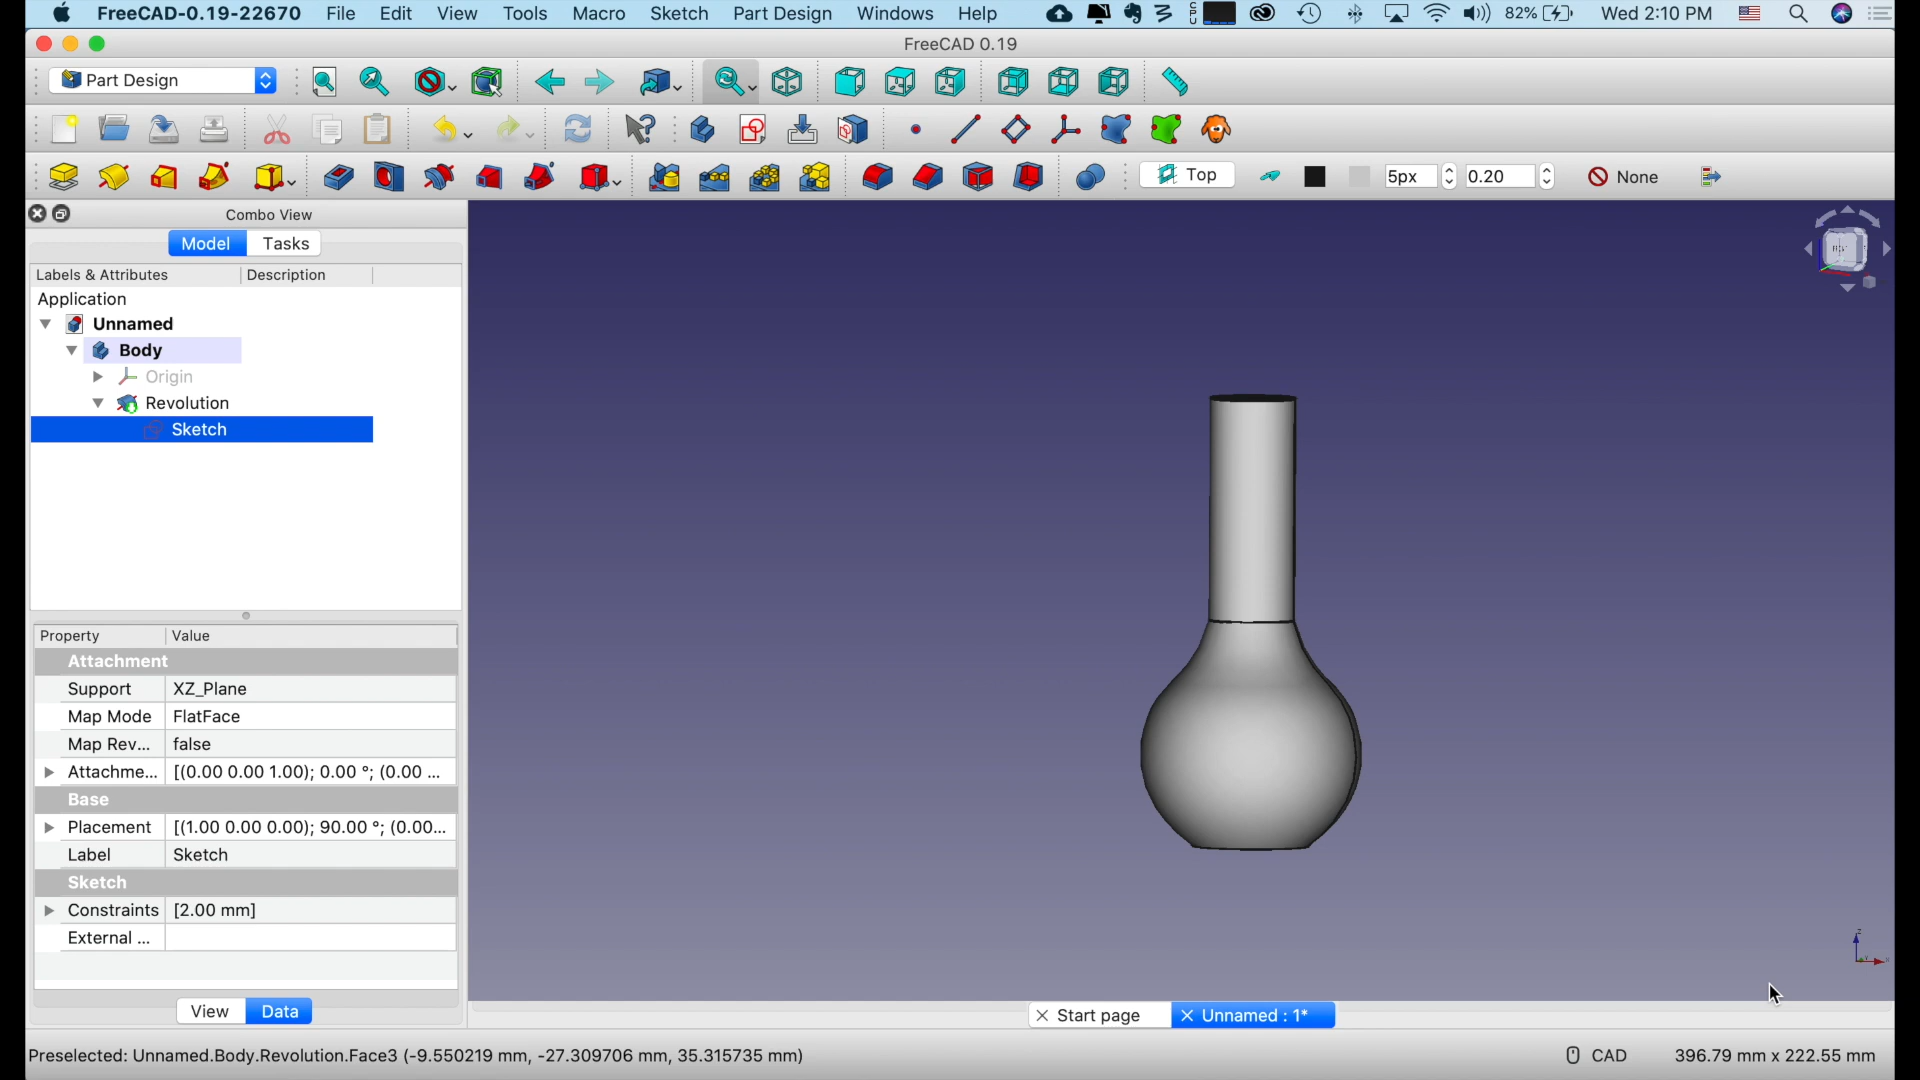 FreeCAD-0.19-22670 File Edit View Tools Macro Sketch Part Design Windows Help CPU 82% Wed 2:10 PM
FreeCAD 0.19
Part Design
Top 5px 0.20 None
Combo View
Model Tasks
Labels & Attributes Description
Application
Unnamed
Body
Origin
Revolution
Sketch
Property Value
Attachment
Support XZ_Plane
Map Mode FlatFace
Map Rev... false
Attachme... [(0.00 0.00 1.00); 0.00 °; (0.00 ...
Base
Placement [(1.00 0.00 0.00); 90.00 °; (0.00...
Label Sketch
Sketch
Constraints [2.00 mm]
External ...
View Data
Start page Unnamed : 1*
Preselected: Unnamed.Body.Revolution.Face3 (-9.550219 mm, -27.309706 mm, 35.315735 mm) CAD 396.79 mm x 222.55 mm